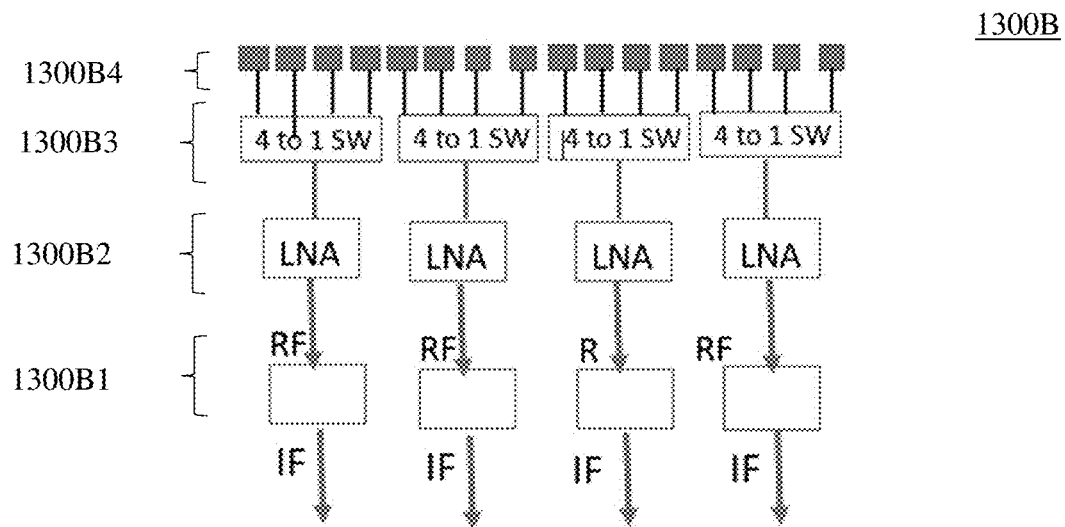 1300B
1300B4
1300B3
4 to 1 SW 4 to 1 SW 4 to 1 SW 4 to 1 SW
1300B2
LNA LNA LNA LNA
RF RF R RF
1300B1
IF IF IF IF